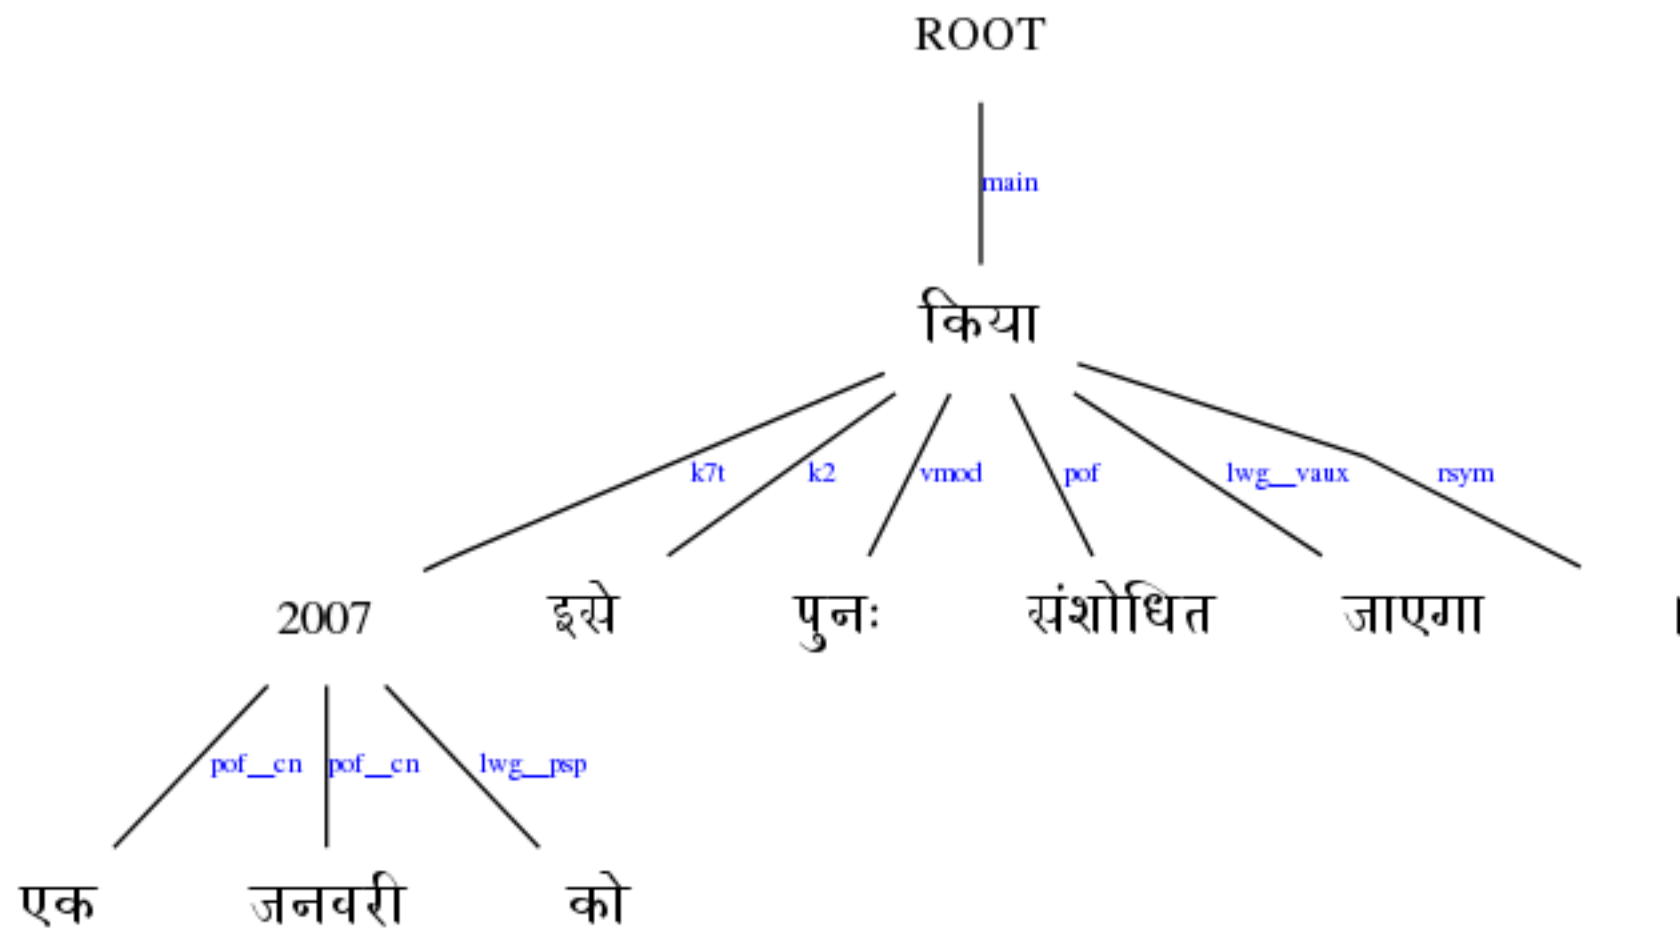 ROOT
main
किया
k7t k2 vmod pof lwg__vaux rsym
2007 इसे पुनः संशोधित जाएगा ।
pof__cn pof__cn lwg__psp
एक जनवरी को